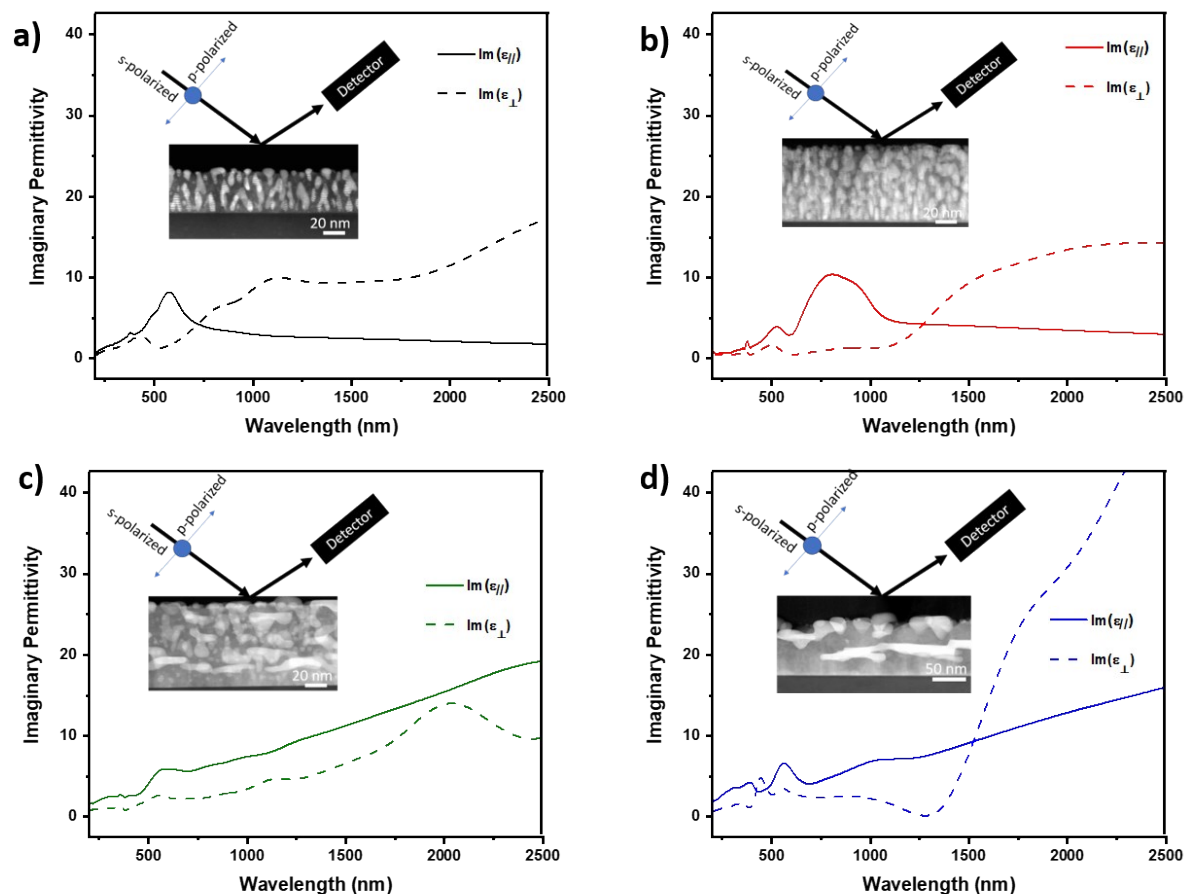 a)
40
30
20
10
0
Imaginary Permittivity
500 1000 1500 2000 2500
Wavelength (nm)
s-polarized
p-polarized
Detector
20 nm
Im(ε//)
Im(ε⊥)
b)
40
30
20
10
0
Imaginary Permittivity
500 1000 1500 2000 2500
Wavelength (nm)
s-polarized
p-polarized
Detector
20 nm
Im(ε//)
Im(ε⊥)
c)
40
30
20
10
0
Imaginary Permittivity
500 1000 1500 2000 2500
Wavelength (nm)
s-polarized
p-polarized
Detector
20 nm
Im(ε//)
Im(ε⊥)
d)
40
30
20
10
0
Imaginary Permittivity
500 1000 1500 2000 2500
Wavelength (nm)
s-polarized
p-polarized
Detector
50 nm
Im(ε//)
Im(ε⊥)